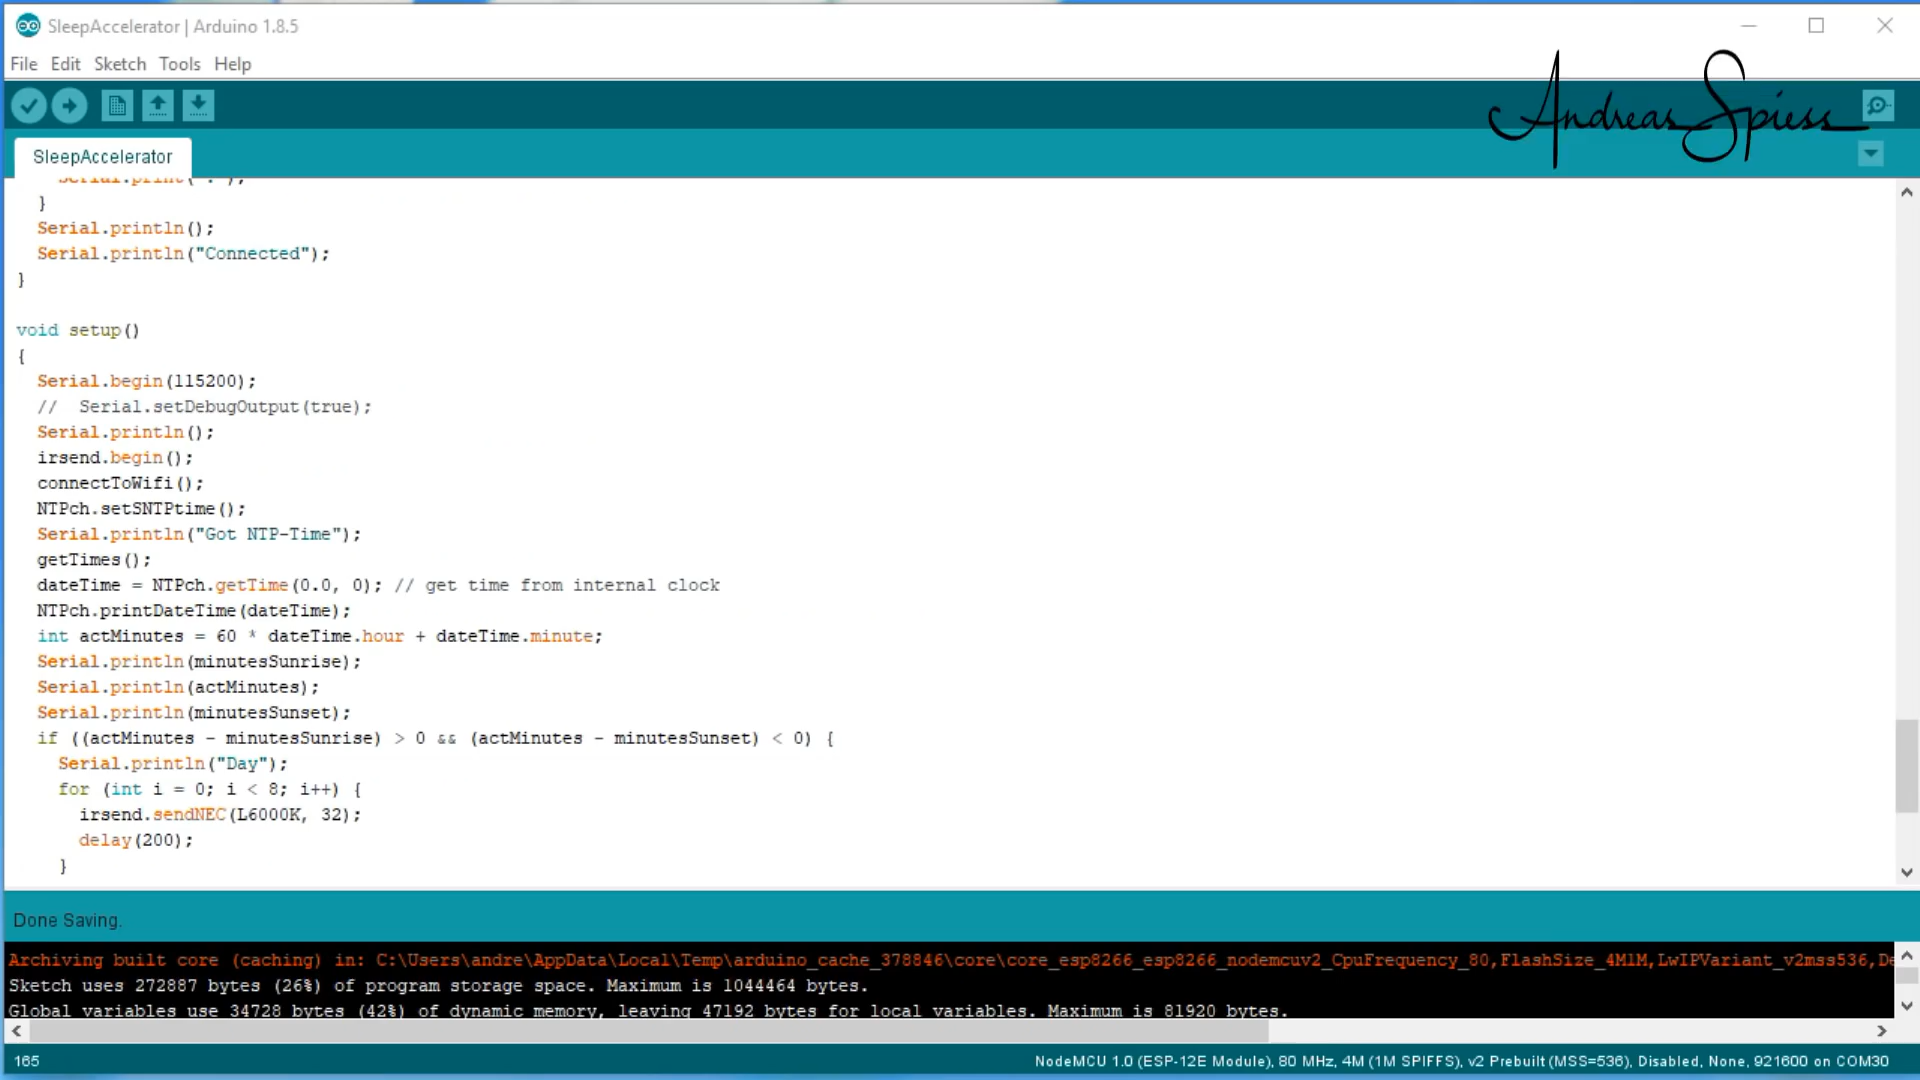 SleepAccelerator | Arduino 1.8.5
File Edit Sketch Tools Help
Andreas Spiess
SleepAccelerator
Serial.print(".");
}
Serial.println();
Serial.println("Connected");
}
void setup()
{
Serial.begin(115200);
//  Serial.setDebugOutput(true);
Serial.println();
irsend.begin();
connectToWifi();
NTPch.setSNTPtime();
Serial.println("Got NTP-Time");
getTimes();
dateTime = NTPch.getTime(0.0, 0); // get time from internal clock
NTPch.printDateTime(dateTime);
int actMinutes = 60 * dateTime.hour + dateTime.minute;
Serial.println(minutesSunrise);
Serial.println(actMinutes);
Serial.println(minutesSunset);
if ((actMinutes - minutesSunrise) > 0 && (actMinutes - minutesSunset) < 0) {
Serial.println("Day");
for (int i = 0; i < 8; i++) {
irsend.sendNEC(L6000K, 32);
delay(200);
}
Done Saving.
Archiving built core (caching) in: C:\Users\andre\AppData\Local\Temp\arduino_cache_378846\core\core_esp8266_esp8266_nodemcuv2_CpuFrequency_80,FlashSize_4M1M,LwIPVariant_v2mss536,De
Sketch uses 272887 bytes (26%) of program storage space. Maximum is 1044464 bytes.
Global variables use 34728 bytes (42%) of dynamic memory, leaving 47192 bytes for local variables. Maximum is 81920 bytes.
165
NodeMCU 1.0 (ESP-12E Module), 80 MHz, 4M (1M SPIFFS), v2 Prebuilt (MSS=536), Disabled, None, 921600 on COM30